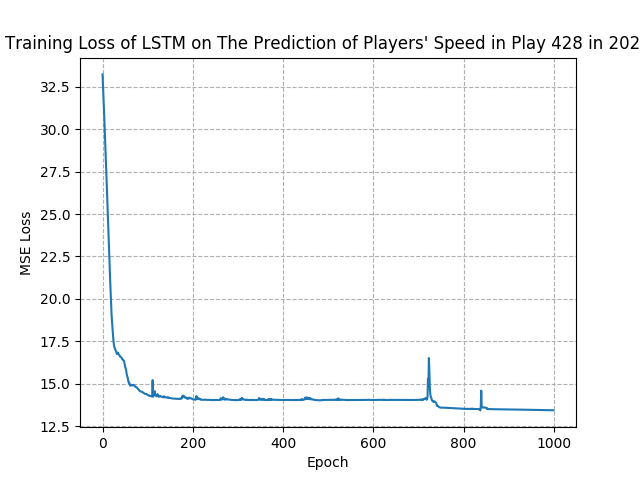 Training Loss of LSTM on The Prediction of Players' Speed in Play 428 in 202
32.5
30.0
27.5
25.0
22.5
20.0
17.5
15.0
12.5
MSE Loss
0 200 400 600 800 1000
Epoch